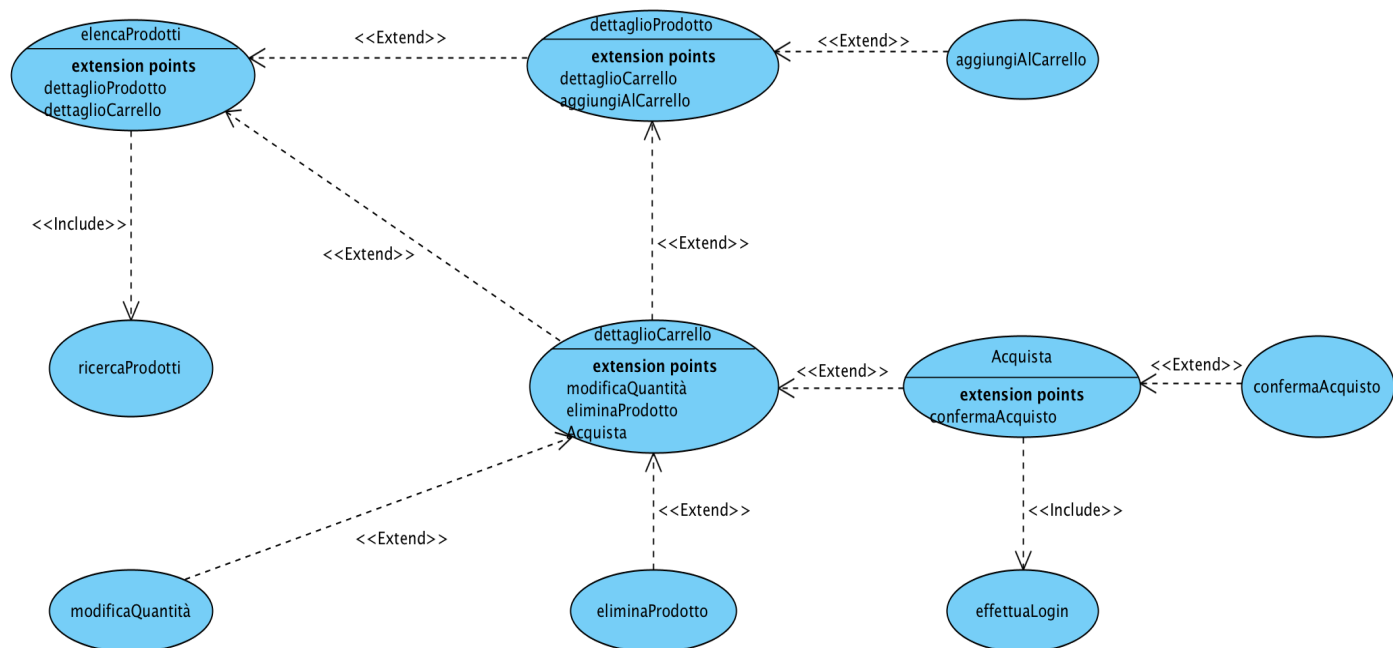 elencaProdotti
extension points
dettaglioProdotto
dettaglioCarrello
<<Extend>>
dettaglioProdotto
extension points
dettaglioCarrello
aggiungiAlCarrello
<<Extend>>
aggiungiAlCarrello
<<Include>>
<<Extend>>
<<Extend>>
ricercaProdotti
dettaglioCarrello
extension points
modificaQuantità
eliminaProdotto
Acquista
<<Extend>>
Acquista
extension points
confermaAcquisto
<<Extend>>
confermaAcquisto
<<Extend>>
<<Extend>>
<<Include>>
modificaQuantità
eliminaProdotto
effettuaLogin